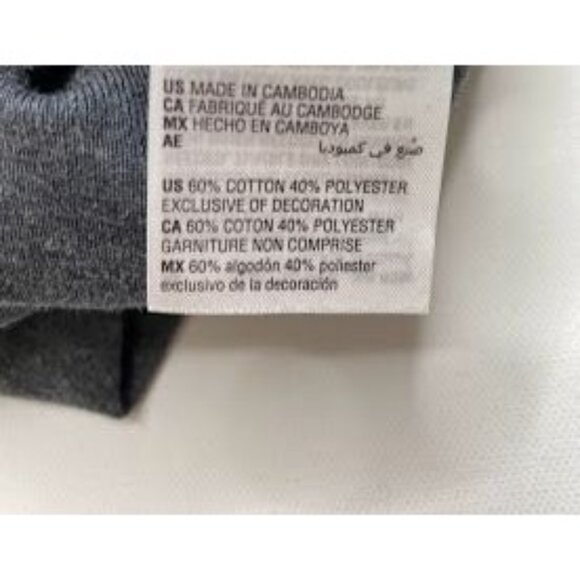 US MADE IN CAMBODIA
CA FABRIQUÉ AU CAMBODGE
MX HECHO EN CAMBOYA
AE صُنع في كمبوديا
US 60% COTTON 40% POLYESTER
EXCLUSIVE OF DECORATION
CA 60% COTON 40% POLYESTER
GARNITURE NON COMPRISE
MX 60% algodón 40% poliester
exclusivo de la decoración